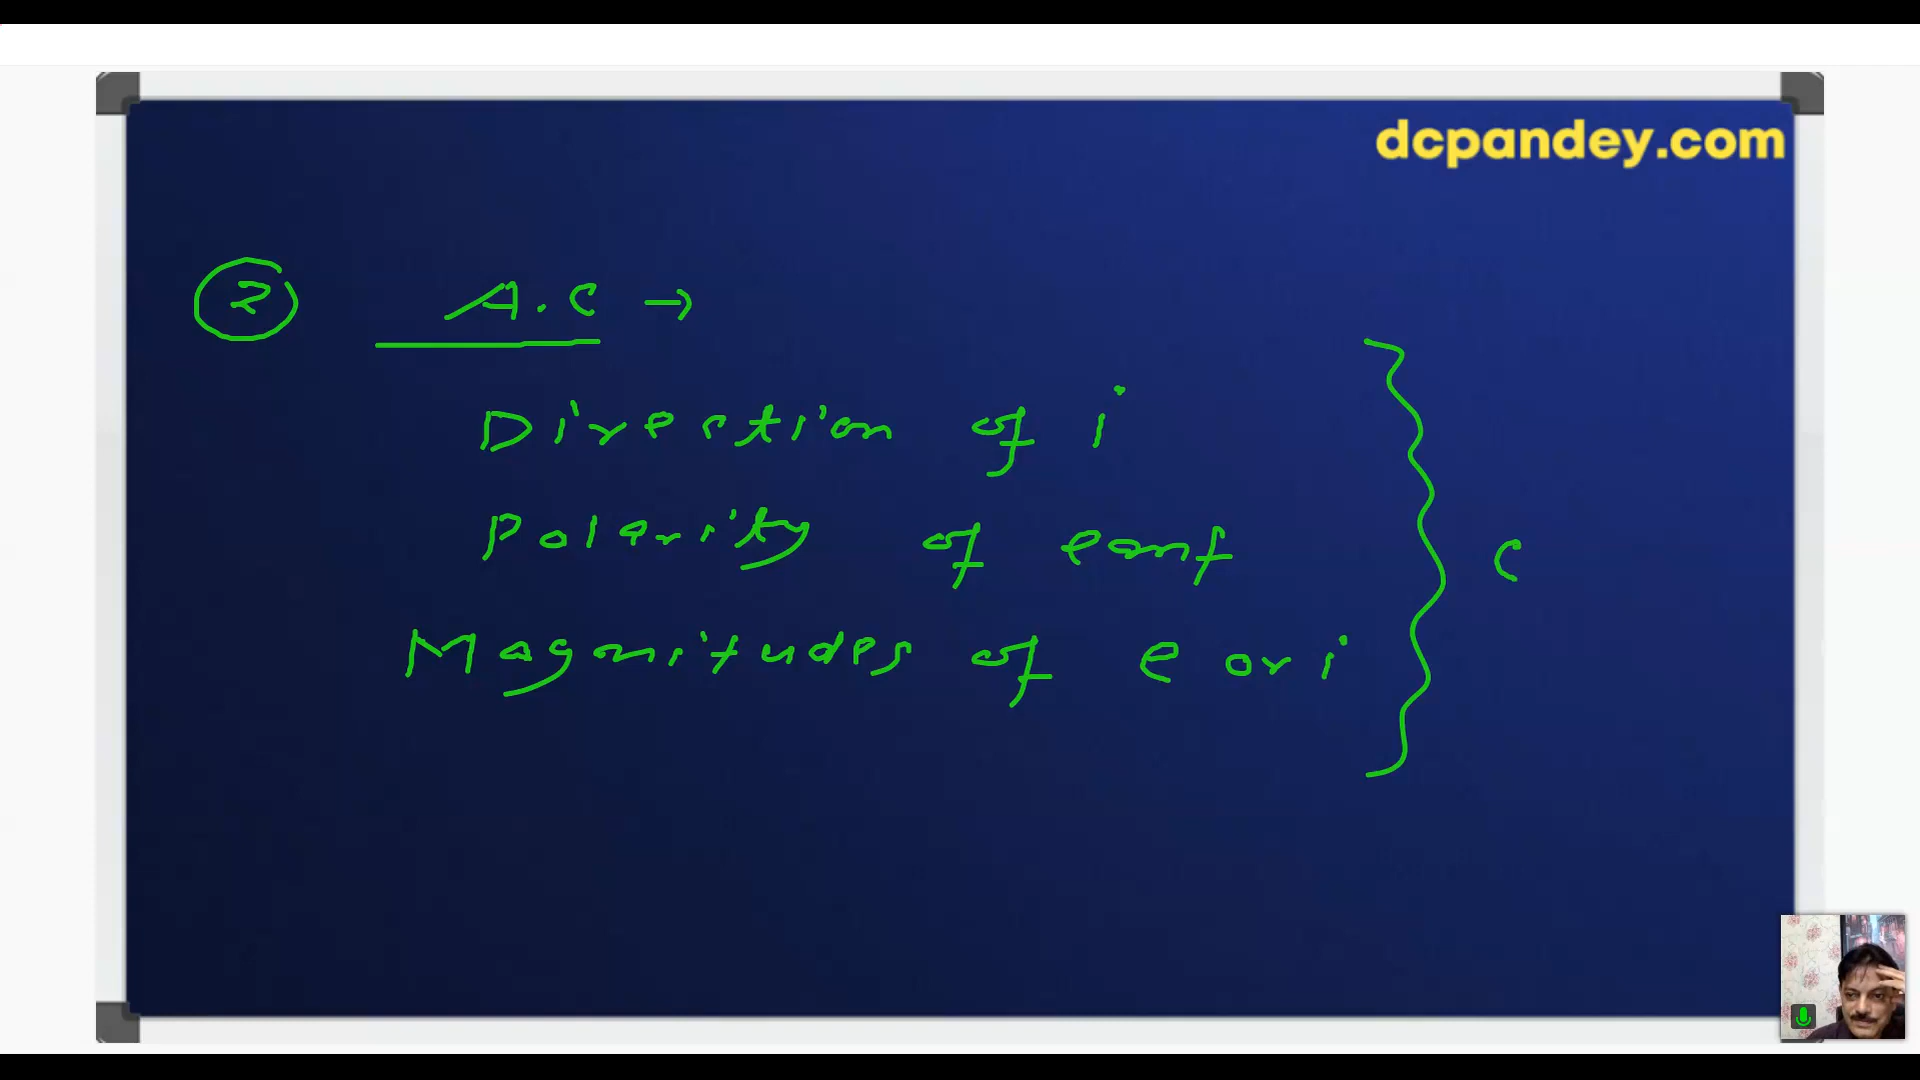 dcpandey.com
2 A.C →
Direction of i
Polarity of emf
Magnitudes of e or i
C